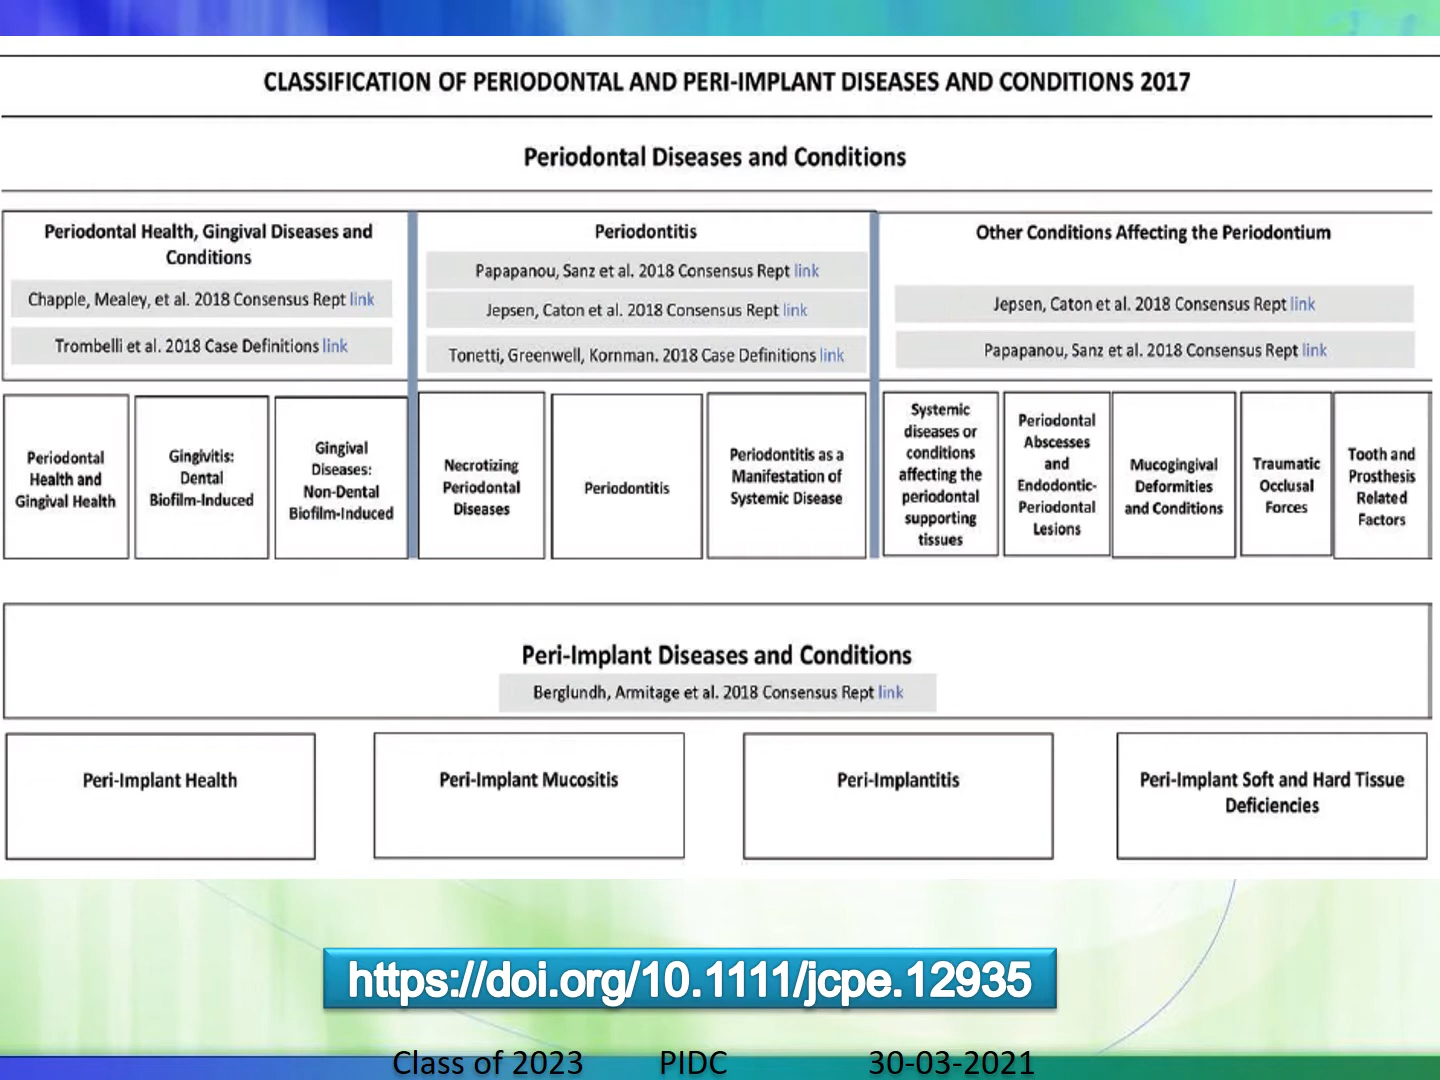 CLASSIFICATION OF PERIODONTAL AND PERI-IMPLANT DISEASES AND CONDITIONS 2017
Periodontal Diseases and Conditions
Periodontal Health, Gingival Diseases and
Conditions
Chapple, Mealey, et al. 2018 Consensus Rept link
Trombelli et al. 2018 Case Definitions link
Periodontitis
Papapanou, Sanz et al. 2018 Consensus Rept link
Jepsen, Caton et al. 2018 Consensus Rept link
Tonetti, Greenwell, Kornman. 2018 Case Definitions link
Other Conditions Affecting the Periodontium
Jepsen, Caton et al. 2018 Consensus Rept link
Papapanou, Sanz et al. 2018 Consensus Rept link
Periodontal
Health and
Gingival Health
Gingivitis:
Dental
Biofilm-Induced
Gingival
Diseases:
Non-Dental
Biofilm-Induced
Necrotizing
Periodontal
Diseases
Periodontitis
Periodontitis as a
Manifestation of
Systemic Disease
Systemic
diseases or
conditions
affecting the
periodontal
supporting
tissues
Periodontal
Abscesses
and
Endodontic-
Periodontal
Lesions
Mucogingival
Deformities
and Conditions
Traumatic
Occlusal
Forces
Tooth and
Prosthesis
Related
Factors
Peri-Implant Diseases and Conditions
Berglundh, Armitage et al. 2018 Consensus Rept link
Peri-Implant Health
Peri-Implant Mucositis
Peri-Implantitis
Peri-Implant Soft and Hard Tissue
Deficiencies
https://doi.org/10.1111/jcpe.12935
Class of 2023 PIDC 30-03-2021